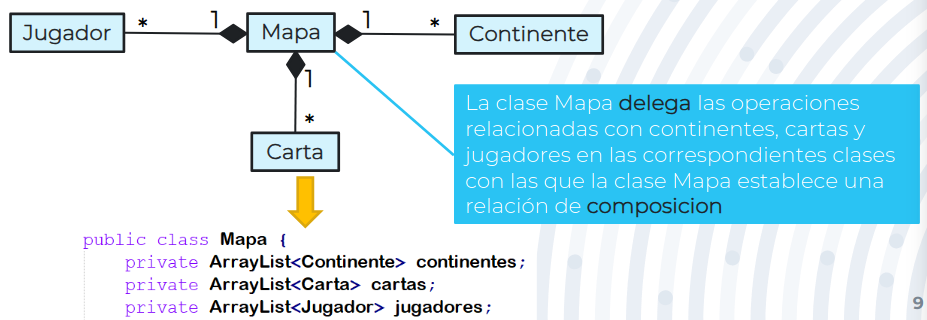 Jugador * 1 Mapa 1 * Continente
1
*
Carta
La clase Mapa delega las operaciones
relacionadas con continentes, cartas y
jugadores en las correspondientes clases
con las que la clase Mapa establece una
relación de composicion
public class Mapa {
private ArrayList<Continente> continentes;
private ArrayList<Carta> cartas;
private ArrayList<Jugador> jugadores;
9